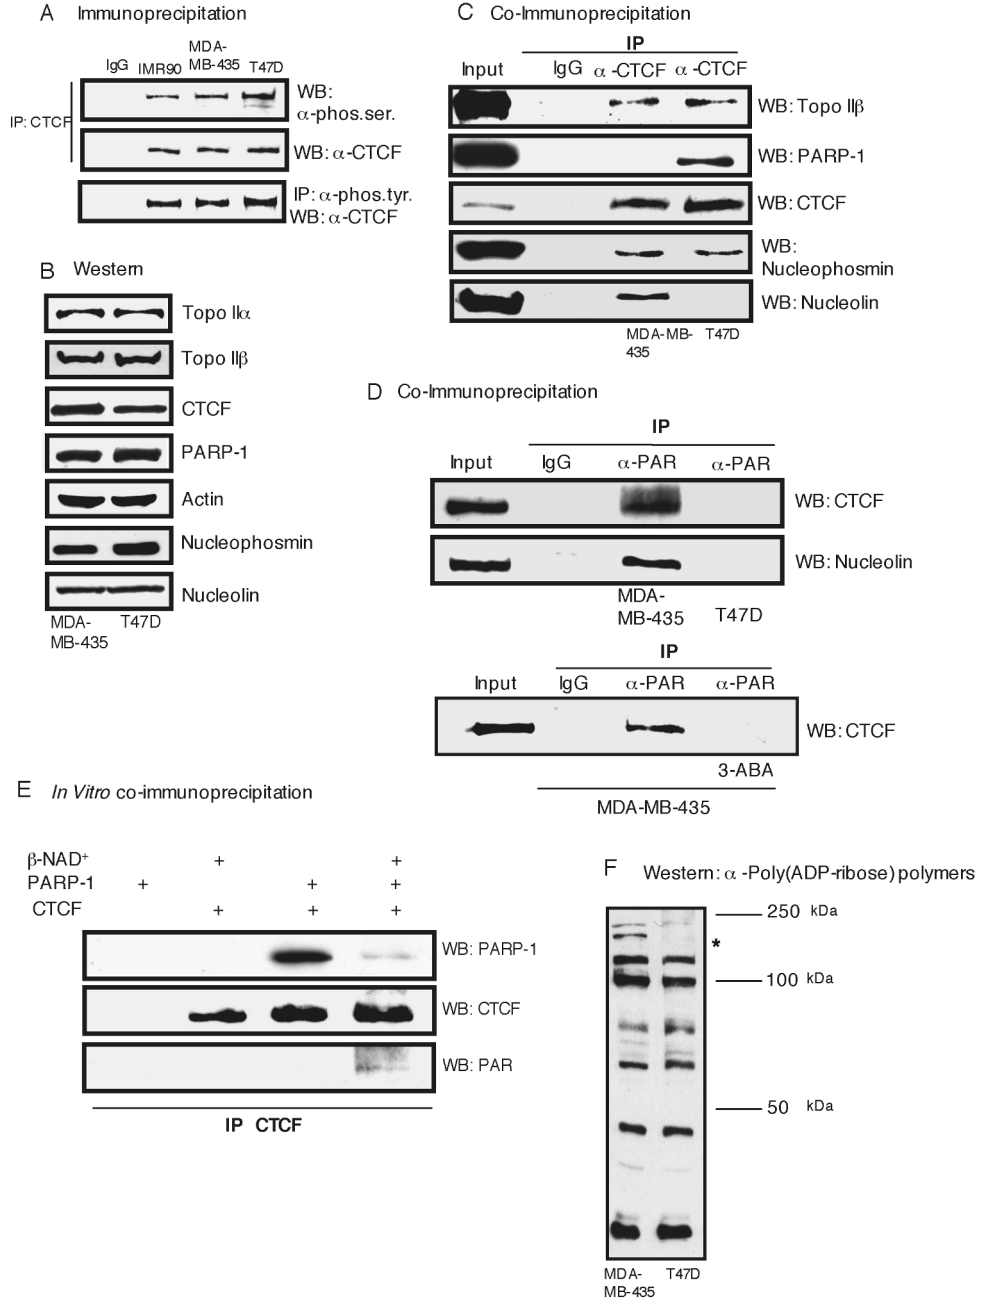 A Immunoprecipitation
IgG IMR90 MDA-MB-435 T47D
IP: CTCF
WB:
α-phos.ser.
WB: α-CTCF
IP: α-phos.tyr.
WB: α-CTCF
B Western
Topo IIα
Topo IIβ
CTCF
PARP-1
Actin
Nucleophosmin
Nucleolin
MDA-MB-435 T47D
C Co-Immunoprecipitation
IP
Input IgG α-CTCF α-CTCF
WB: Topo IIβ
WB: PARP-1
WB: CTCF
WB:
Nucleophosmin
WB: Nucleolin
MDA-MB-435 T47D
D Co-Immunoprecipitation
IP
Input IgG α-PAR α-PAR
WB: CTCF
WB: Nucleolin
MDA-MB-435 T47D
IP
Input IgG α-PAR α-PAR
WB: CTCF
3-ABA
MDA-MB-435
E In Vitro co-immunoprecipitation
β-NAD⁺ + +
PARP-1 + + +
CTCF + + +
WB: PARP-1
WB: CTCF
WB: PAR
IP CTCF
F Western: α-Poly(ADP-ribose) polymers
250 kDa
*
100 kDa
50 kDa
MDA-MB-435 T47D